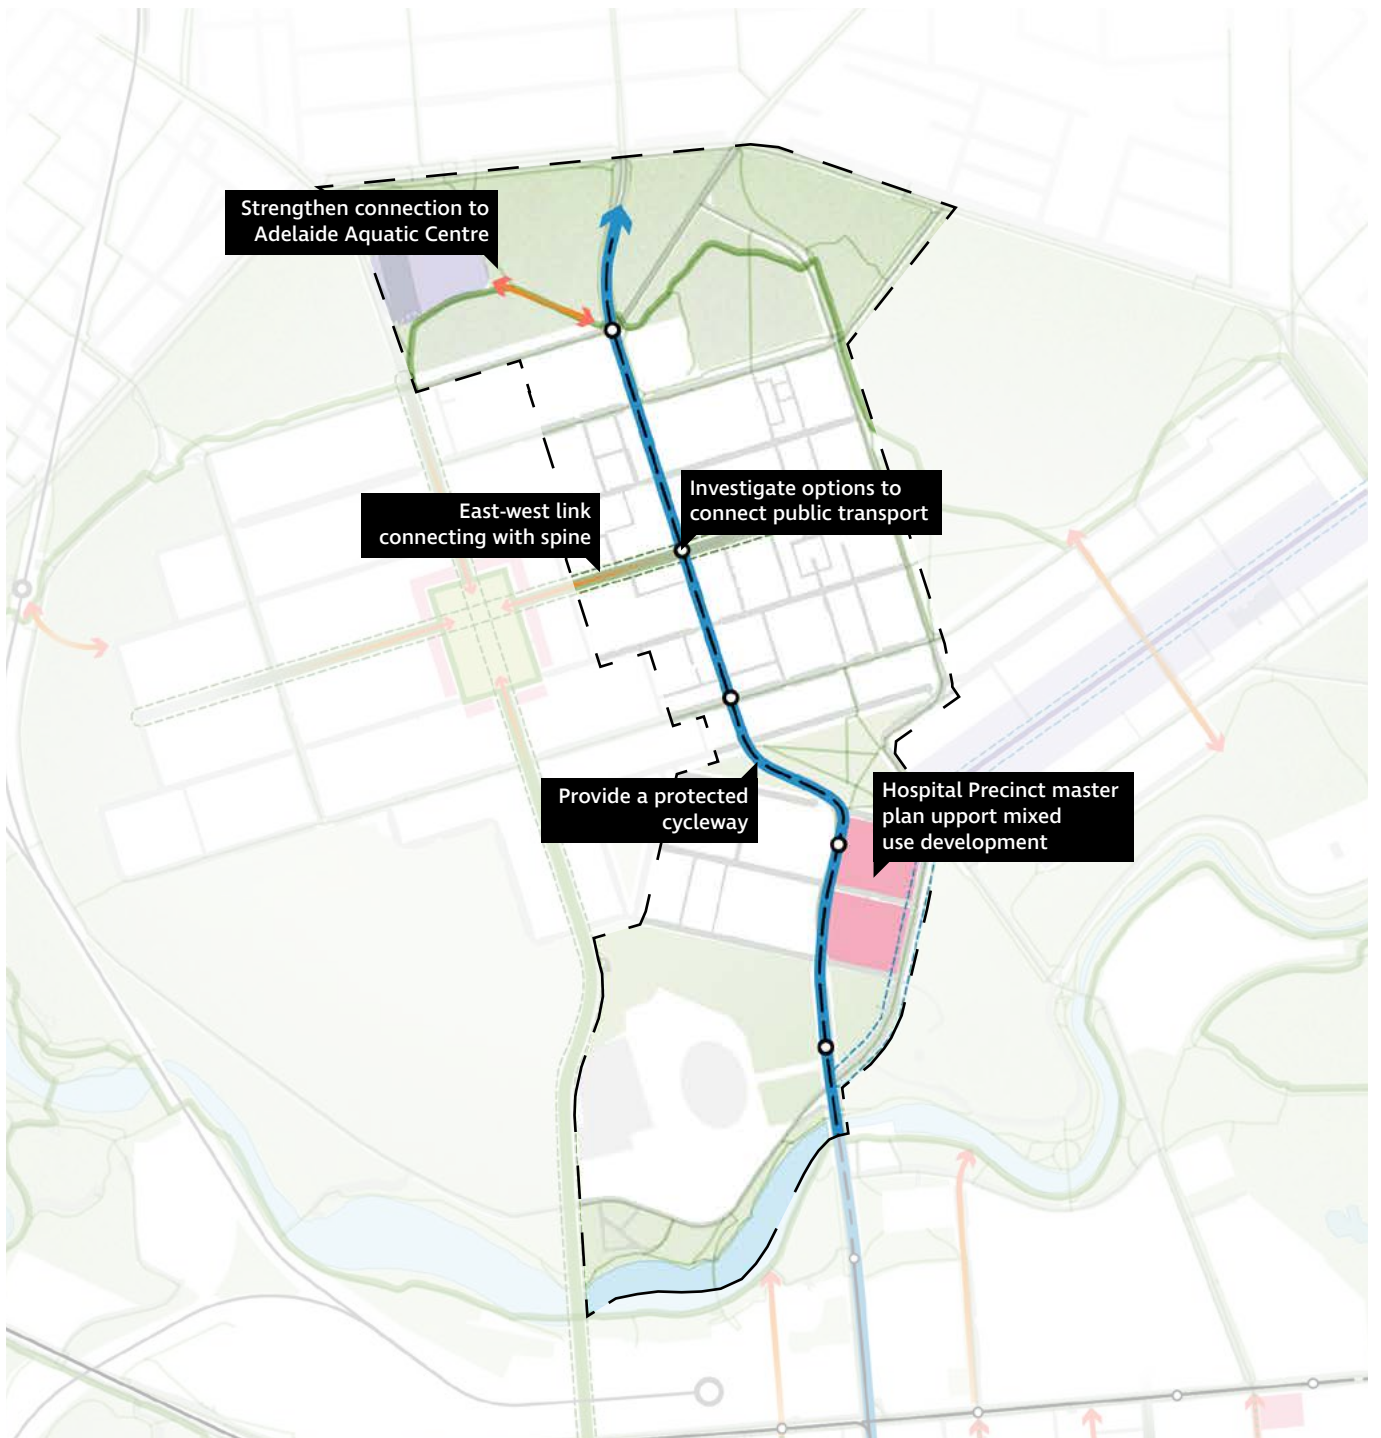 Strengthen connection to
Adelaide Aquatic Centre
East-west link
connecting with spine
Investigate options to
connect public transport
Provide a protected
cycleway
Hospital Precinct master
plan upport mixed
use development